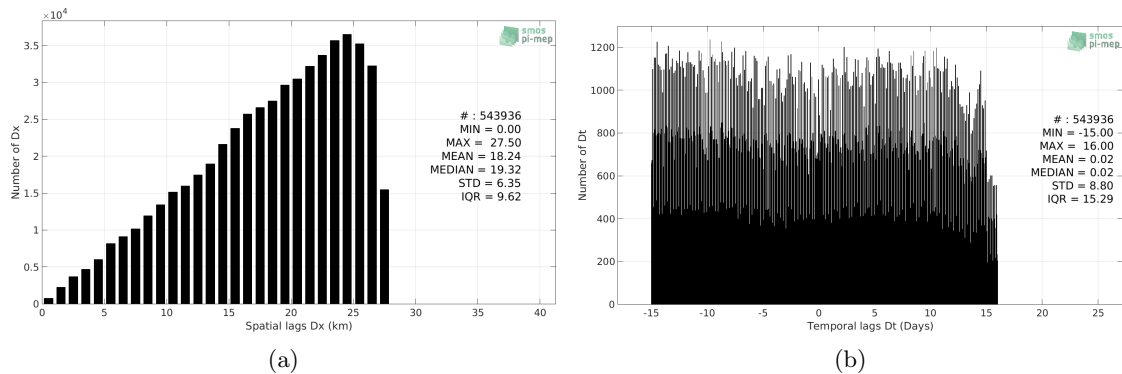 ×10⁴
3.5
3
2.5
2
1.5
1
0.5
0
Number of Dx
0 5 10 15 20 25 30 35 40
Spatial lags Dx (km)
smos
pi-mep
# : 543936
MIN = 0.00
MAX = 27.50
MEAN = 18.24
MEDIAN = 19.32
STD = 6.35
IQR = 9.62
(a)
1200
1000
800
600
400
200
0
Number of Dt
-15 -10 -5 0 5 10 15 20 25
Temporal lags Dt (Days)
smos
pi-mep
# : 543936
MIN = -15.00
MAX = 16.00
MEAN = 0.02
MEDIAN = 0.02
STD = 8.80
IQR = 15.29
(b)